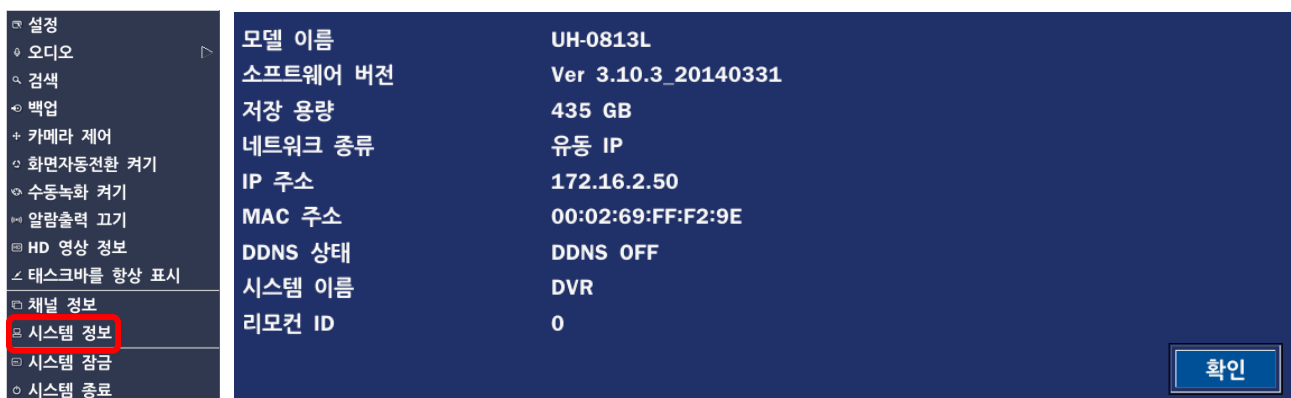 설정
오디오
검색
백업
카메라 제어
화면자동전환 켜기
수동녹화 켜기
알람출력 끄기
HD 영상 정보
태스크바를 항상 표시
채널 정보
시스템 정보
시스템 잠금
시스템 종료
모델 이름 UH-0813L
소프트웨어 버전 Ver 3.10.3_20140331
저장 용량 435 GB
네트워크 종류 유동 IP
IP 주소 172.16.2.50
MAC 주소 00:02:69:FF:F2:9E
DDNS 상태 DDNS OFF
시스템 이름 DVR
리모컨 ID 0
확인